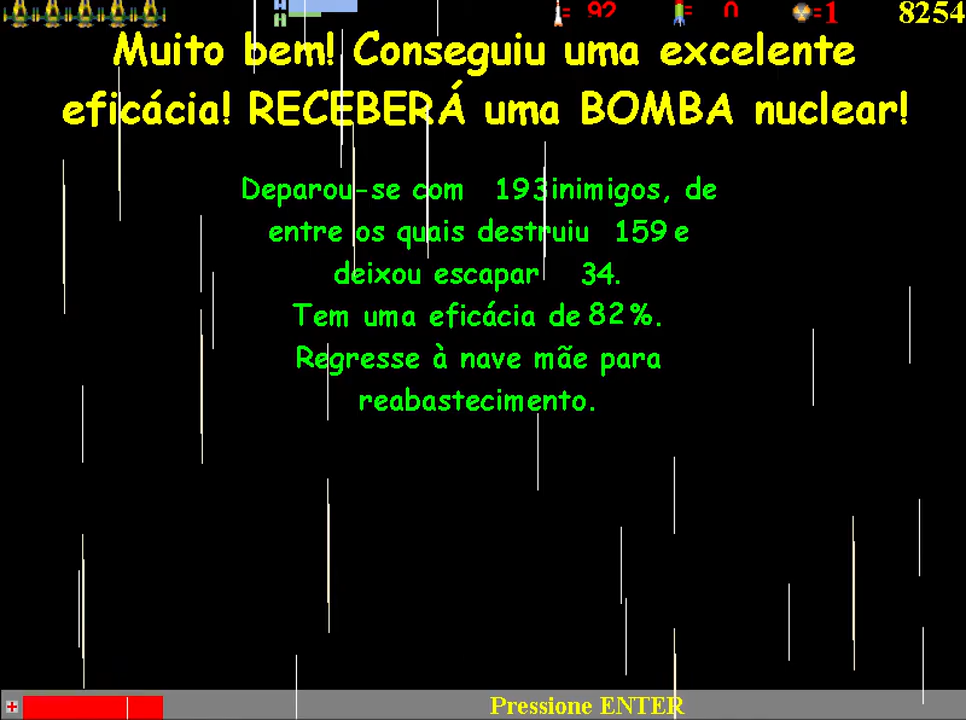 = 92 = 0 =1 8254
Muito bem! Conseguiu uma excelente
eficácia! RECEBERÁ uma BOMBA nuclear!
Deparou-se com 193inimigos, de
entre os quais destruiu 159 e
deixou escapar 34.
Tem uma eficácia de 82%.
Regresse à nave mãe para
reabastecimento.
Pressione ENTER